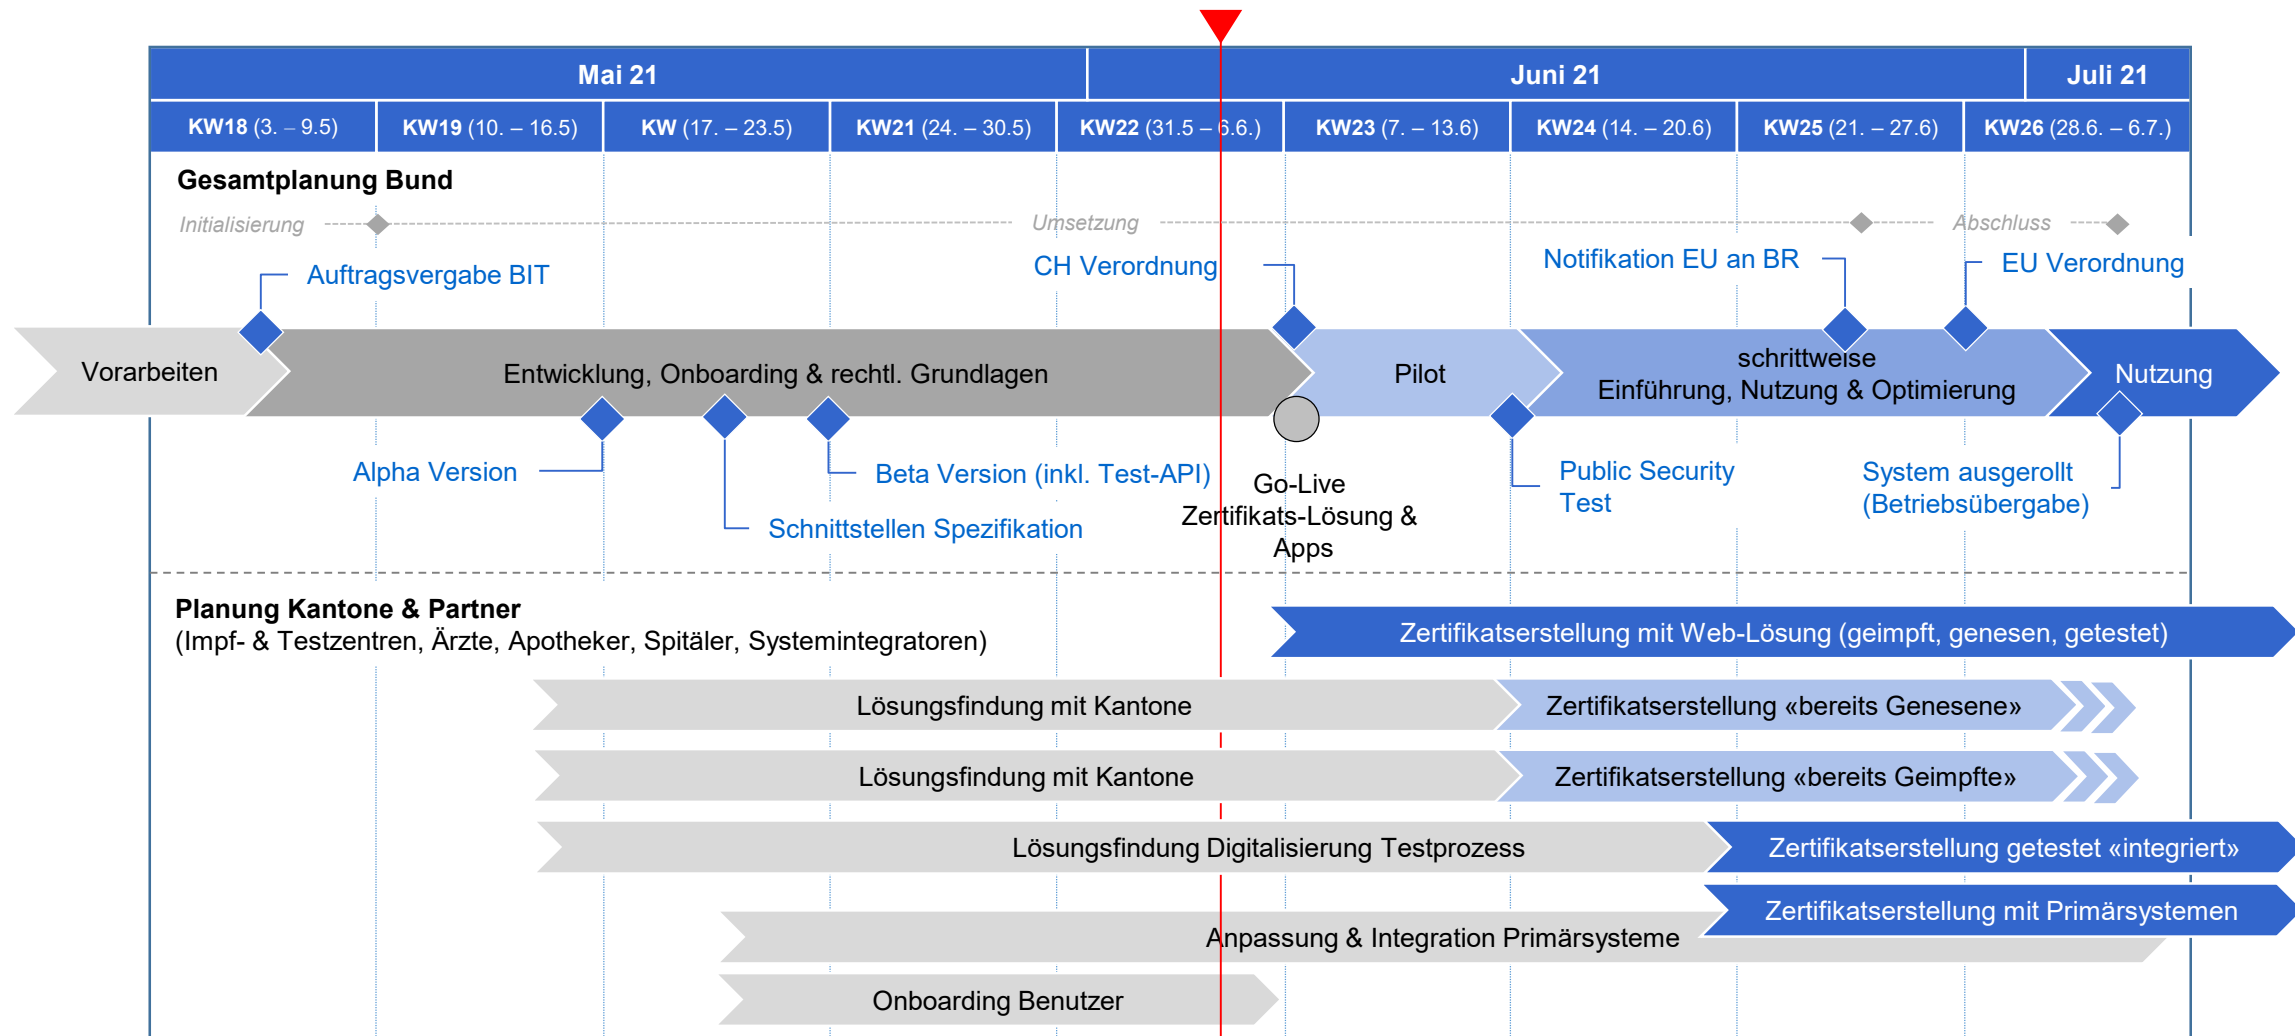 Mai 21
Juni 21
Juli 21
KW18 (3. – 9.5)
KW19 (10. – 16.5)
KW (17. – 23.5)
KW21 (24. – 30.5)
KW22 (31.5 – 6.6.)
KW23 (7. – 13.6)
KW24 (14. – 20.6)
KW25 (21. – 27.6)
KW26 (28.6. – 6.7.)
Gesamtplanung Bund
Initialisierung
Umsetzung
Abschluss
Auftragsvergabe BIT
CH Verordnung
Notifikation EU an BR
EU Verordnung
Vorarbeiten
Entwicklung, Onboarding & rechtl. Grundlagen
Pilot
schrittweise
Einführung, Nutzung & Optimierung
Nutzung
Alpha Version
Beta Version (inkl. Test-API)
Schnittstellen Spezifikation
Go-Live
Zertifikats-Lösung &
Apps
Public Security
Test
System ausgerollt
(Betriebsübergabe)
Planung Kantone & Partner
(Impf- & Testzentren, Ärzte, Apotheker, Spitäler, Systemintegratoren)
Zertifikatserstellung mit Web-Lösung (geimpft, genesen, getestet)
Lösungsfindung mit Kantone
Zertifikatserstellung «bereits Genesene»
Lösungsfindung mit Kantone
Zertifikatserstellung «bereits Geimpfte»
Lösungsfindung Digitalisierung Testprozess
Zertifikatserstellung getestet «integriert»
Zertifikatserstellung mit Primärsystemen
Anpassung & Integration Primärsysteme
Onboarding Benutzer